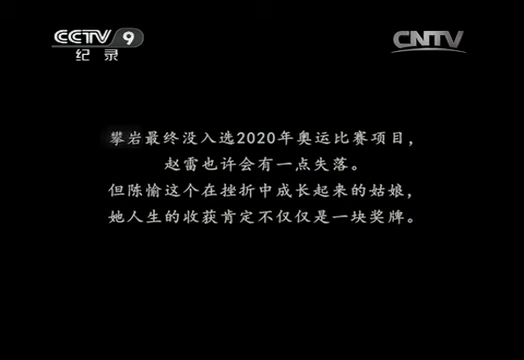 CCTV 9
纪录
CNTV
攀岩最终没入选2020年奥运比赛项目，
赵雷也许会有一点失落。
但陈愉这个在挫折中成长起来的姑娘，
她人生的收获肯定不仅仅是一块奖牌。